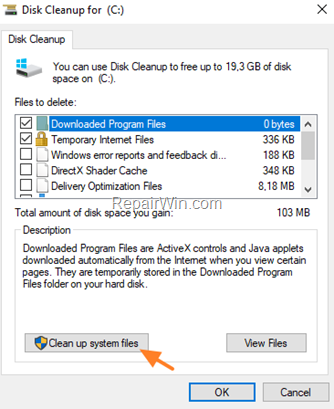 Disk Cleanup for (C:)
Disk Cleanup
You can use Disk Cleanup to free up to 19,3 GB of disk
space on (C:).
Files to delete:
Downloaded Program Files 0 bytes
Temporary Internet Files 336 KB
Windows error reports and feedback di... 188 KB
DirectX Shader Cache 348 KB
Delivery Optimization Files 8,18 MB
Total amount of disk space you gain: 103 MB
RepairWin.com
Description
Downloaded Program Files are ActiveX controls and Java applets
downloaded automatically from the Internet when you view certain
pages. They are temporarily stored in the Downloaded Program
Files folder on your hard disk.
Clean up system files View Files
OK Cancel